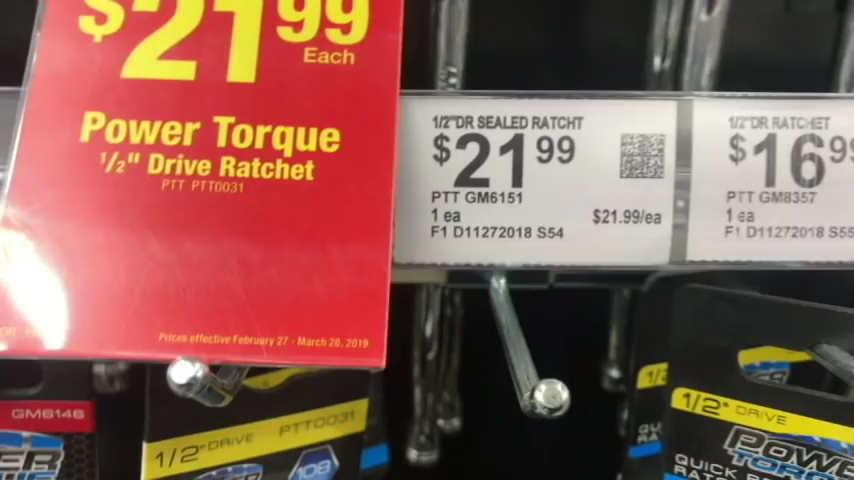 $21.99
Each
Power Torque
1/2" Drive Ratchet
PTT PTT0031
Prices effective February 27 - March 26, 2019
1/2"DR SEALED RATCHT
$21.99
PTT GM6151
1 ea
$21.99/ea
F1 D11272018 S54
1/2"DR RATCHET
$16.99
PTT GM8357
1 ea
F1 D11272018 S55
GM6146
1/2" DRIVE PTT0031
108
1/2" DRIVE
POWER
TORQUE
QUICK